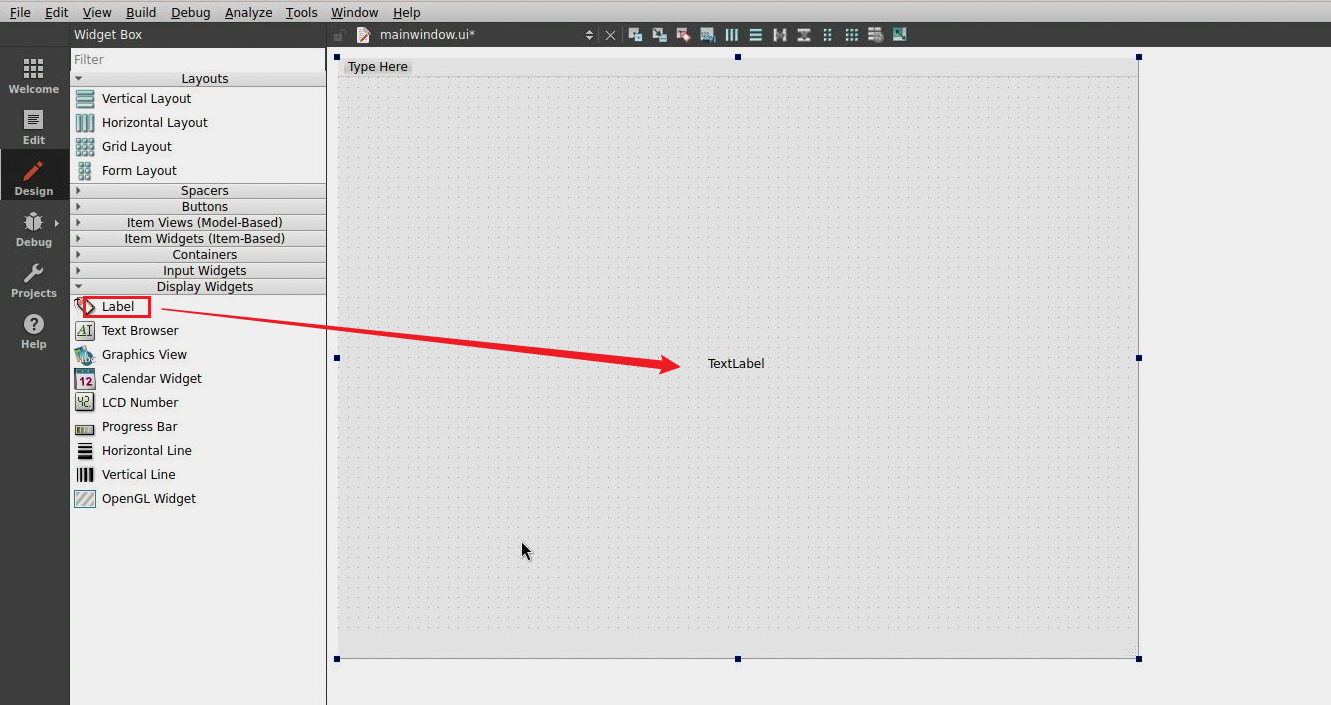 File Edit View Build Debug Analyze Tools Window Help
Widget Box
mainwindow.ui*
Filter
Welcome
Edit
Design
Debug
Projects
Help
Layouts
Vertical Layout
Horizontal Layout
Grid Layout
Form Layout
Spacers
Buttons
Item Views (Model-Based)
Item Widgets (Item-Based)
Containers
Input Widgets
Display Widgets
Label
Text Browser
Graphics View
12 Calendar Widget
LCD Number
Progress Bar
Horizontal Line
Vertical Line
OpenGL Widget
Type Here
TextLabel